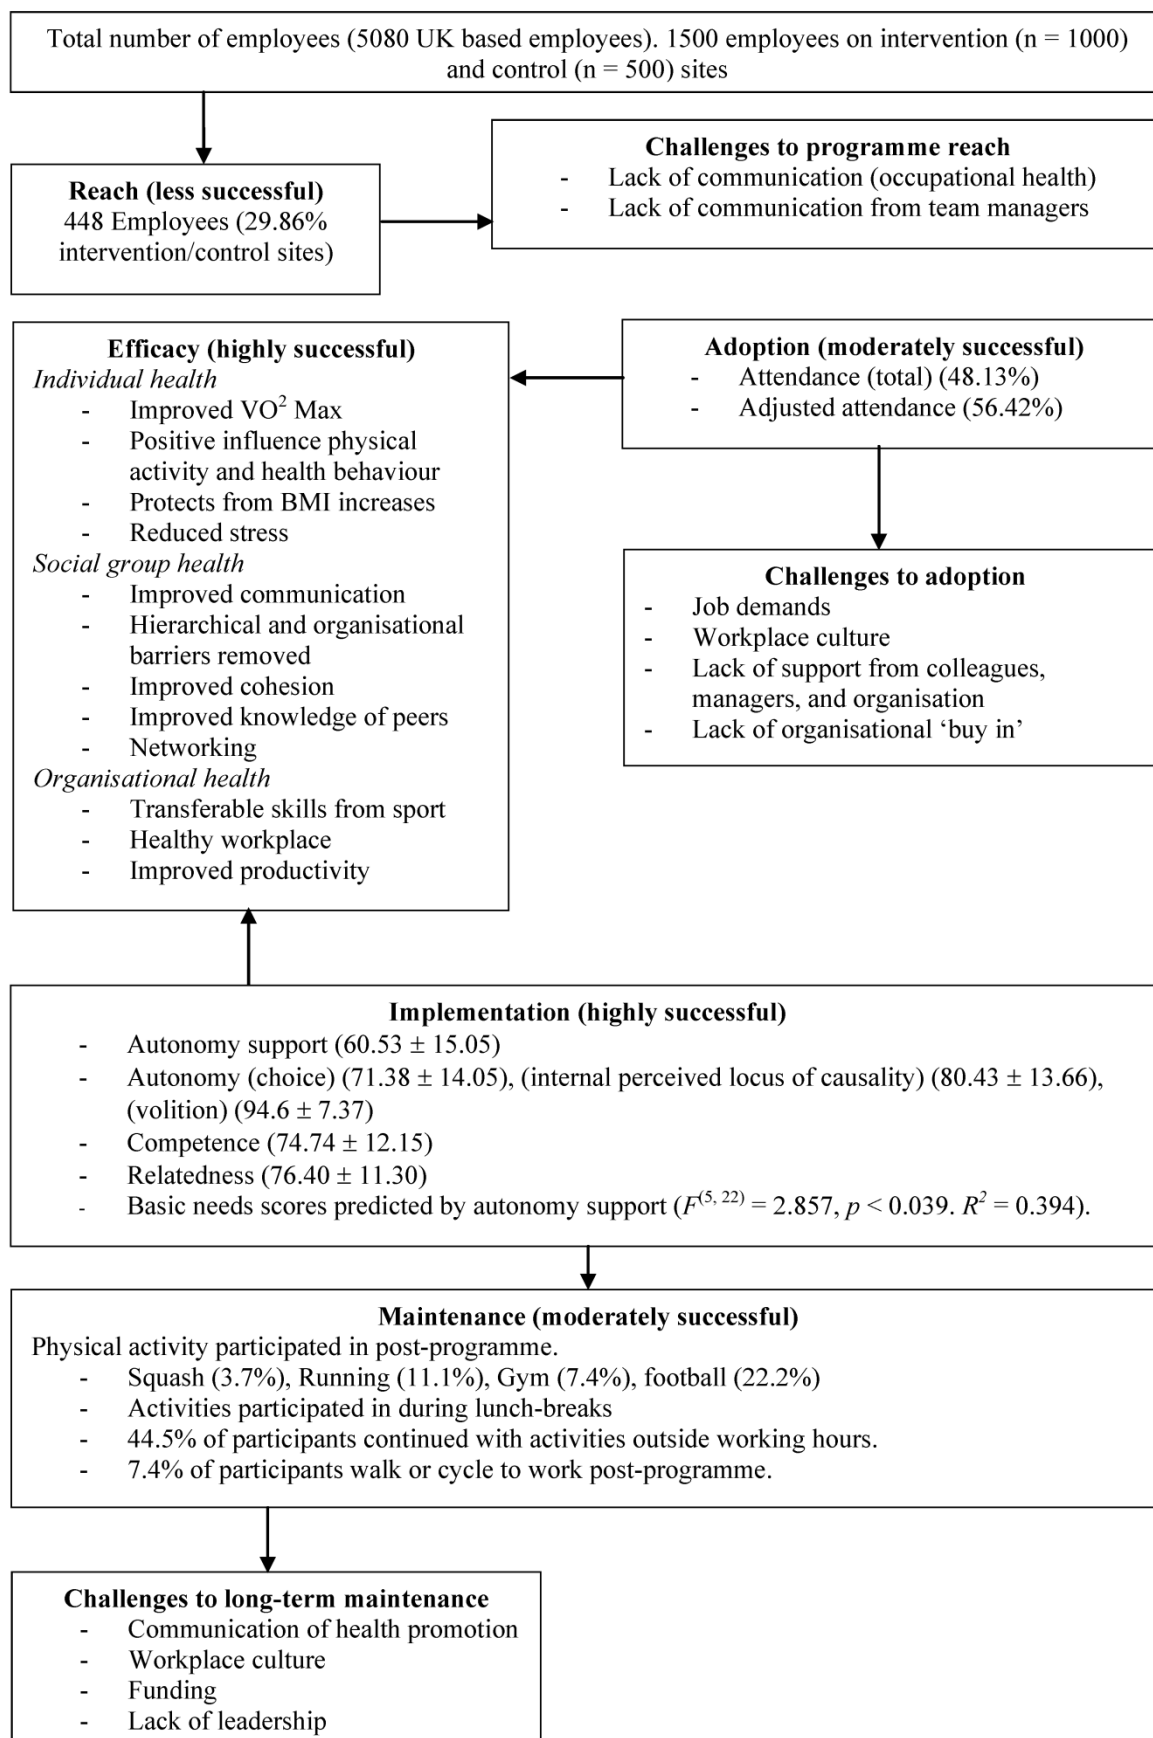 Total number of employees (5080 UK based employees). 1500 employees on intervention (n = 1000)
and control (n = 500) sites
Reach (less successful)
448 Employees (29.86%
intervention/control sites)
Challenges to programme reach
- Lack of communication (occupational health)
- Lack of communication from team managers
Efficacy (highly successful)
Individual health
- Improved VO² Max
- Positive influence physical
activity and health behaviour
- Protects from BMI increases
- Reduced stress
Social group health
- Improved communication
- Hierarchical and organisational
barriers removed
- Improved cohesion
- Improved knowledge of peers
- Networking
Organisational health
- Transferable skills from sport
- Healthy workplace
- Improved productivity
Adoption (moderately successful)
- Attendance (total) (48.13%)
- Adjusted attendance (56.42%)
Challenges to adoption
- Job demands
- Workplace culture
- Lack of support from colleagues,
managers, and organisation
- Lack of organisational ‘buy in’
Implementation (highly successful)
- Autonomy support (60.53 ± 15.05)
- Autonomy (choice) (71.38 ± 14.05), (internal perceived locus of causality) (80.43 ± 13.66),
(volition) (94.6 ± 7.37)
- Competence (74.74 ± 12.15)
- Relatedness (76.40 ± 11.30)
- Basic needs scores predicted by autonomy support (F⁽⁵, ²²⁾ = 2.857, p < 0.039. R² = 0.394).
Maintenance (moderately successful)
Physical activity participated in post-programme.
- Squash (3.7%), Running (11.1%), Gym (7.4%), football (22.2%)
- Activities participated in during lunch-breaks
- 44.5% of participants continued with activities outside working hours.
- 7.4% of participants walk or cycle to work post-programme.
Challenges to long-term maintenance
- Communication of health promotion
- Workplace culture
- Funding
- Lack of leadership